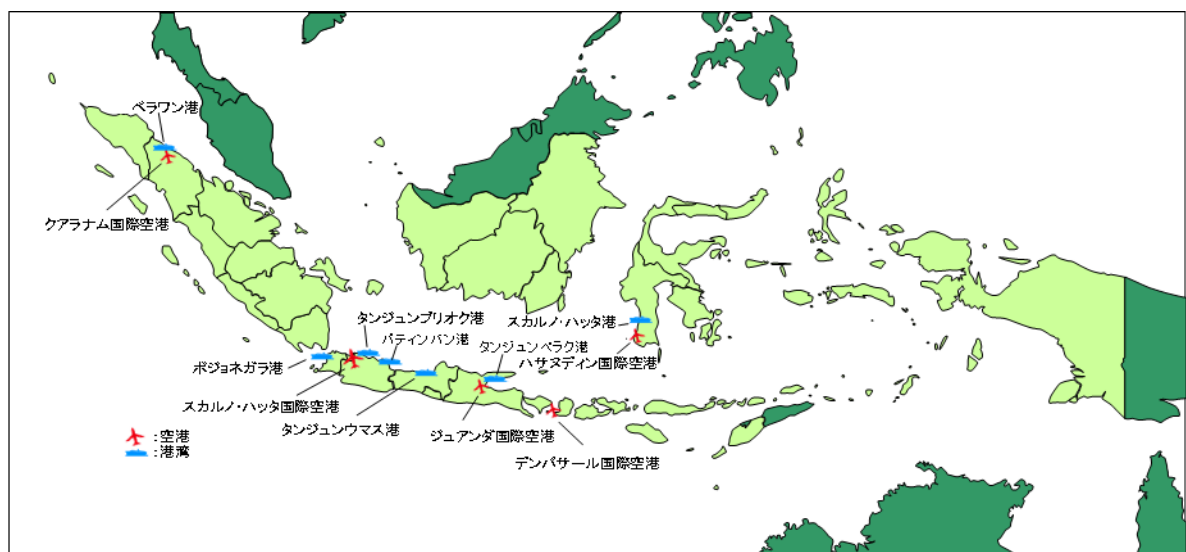 ベラワン港
クアラナム国際空港
タンジュンプリオク港
パティンバン港
スカルノ・ハッタ港
タンジュンペラク港
ハサヌディン国際空港
ボジョネガラ港
スカルノ・ハッタ国際空港
タンジュンウマス港
ジュアンダ国際空港
デンパサール国際空港
:空港
:港湾